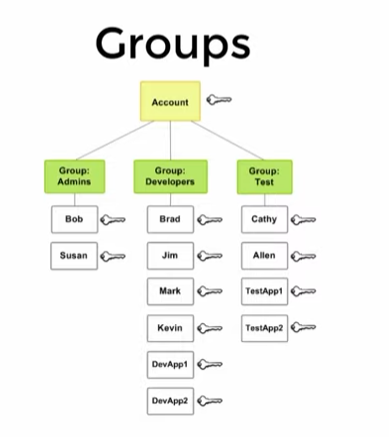 Groups
Account
Group:
Admins
Group:
Developers
Group:
Test
Bob
Brad
Cathy
Susan
Jim
Allen
Mark
TestApp1
Kevin
TestApp2
DevApp1
DevApp2